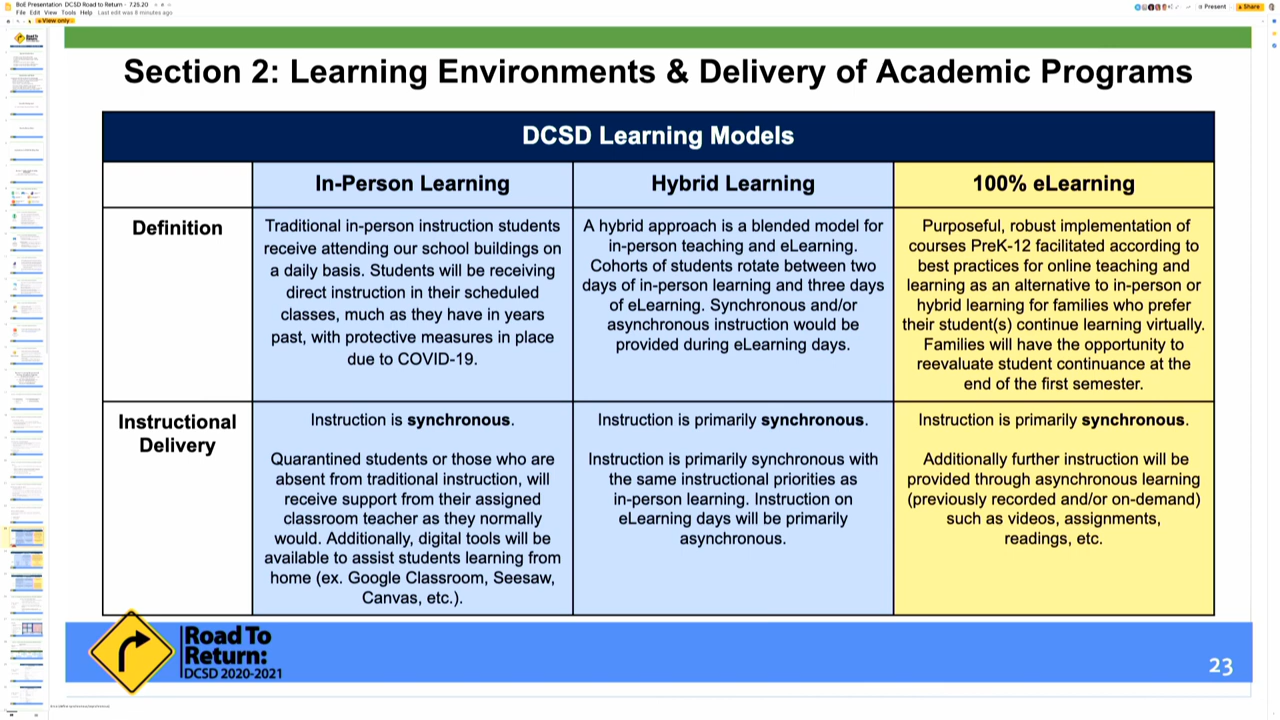 BoE Presentation DCSD Road to Return - 7.25.20
File Edit View Tools Help Last edit was 8 minutes ago
View only
Present
Share
Section 2: Learning Environments & Delivery of Academic Programs
DCSD Learning Models
In-Person Learning
Hybrid Learning
100% eLearning
Definition
Traditional in-person instruction students
receive attending our school buildings on
a daily basis. Students will be receiving
direct instruction in their scheduled
classes, much as they have in years
past, with protective measures in place
due to COVID-19.
A hybrid approach is a blended model for
in-person teaching and eLearning.
Cohorts of students rotate between two
days of in-person learning and three days
of eLearning. Synchronous and/or
asynchronous instruction would be
provided during eLearning days.
Purposeful, robust implementation of
courses PreK-12 facilitated according to
best practices for online teaching and
learning as an alternative to in-person or
hybrid learning for families who prefer
their student(s) continue learning virtually.
Families will have the opportunity to
reevaluate student continuance at the
end of the first semester.
Instructional
Delivery
Instruction is synchronous.
Quarantined students or those who are
absent from traditional instruction, will
receive support from their assigned
classroom teacher as they normally
would. Additionally, digital tools will be
available to assist student learning from
home (ex. Google Classroom, Seesaw,
Canvas, etc.).
Instruction is primarily synchronous.
Instruction is primarily synchronous with
the same instructional priorities as
in-person learning. Instruction on
eLearning days will be primarily
asynchronous.
Instruction is primarily synchronous.
Additionally further instruction will be
provided through asynchronous learning
(previously recorded and/or on-demand)
such as videos, assignments,
readings, etc.
Road To
Return:
DCSD 2020-2021
23